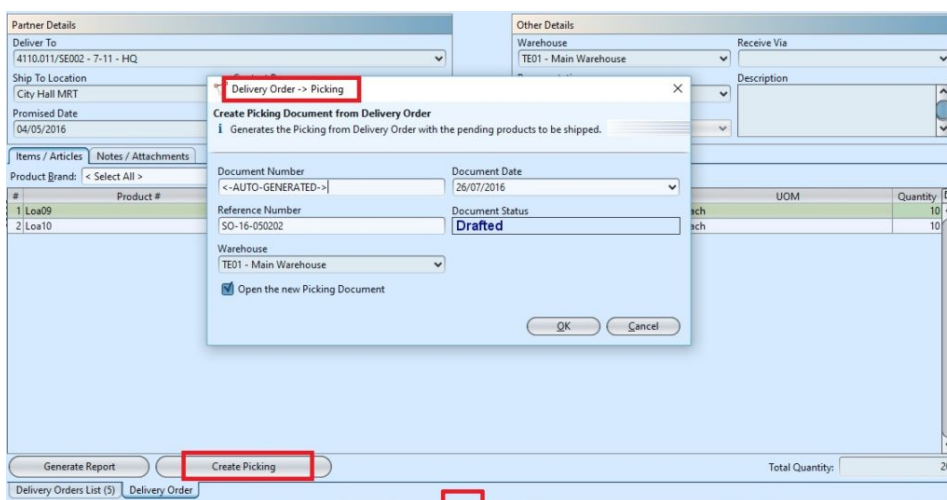 Partner Details
Other Details
Deliver To
Warehouse
Receive Via
4110.011/SE002 - 7-11 - HQ
TE01 - Main Warehouse
Ship To Location
Description
City Hall MRT
Promised Date
04/05/2016
Delivery Order -> Picking
Create Picking Document from Delivery Order
i Generates the Picking from Delivery Order with the pending products to be shipped.
Document Number
Document Date
<-AUTO-GENERATED->
26/07/2016
Reference Number
Document Status
SO-16-050202
Drafted
Warehouse
TE01 - Main Warehouse
Open the new Picking Document
OK
Cancel
Items / Articles
Notes / Attachments
Product Brand: < Select All >
# Product # UOM Quantity
1 Loa09 ach 10
2 Loa10 ach 10
Generate Report
Create Picking
Total Quantity:
Delivery Orders List (5)
Delivery Order